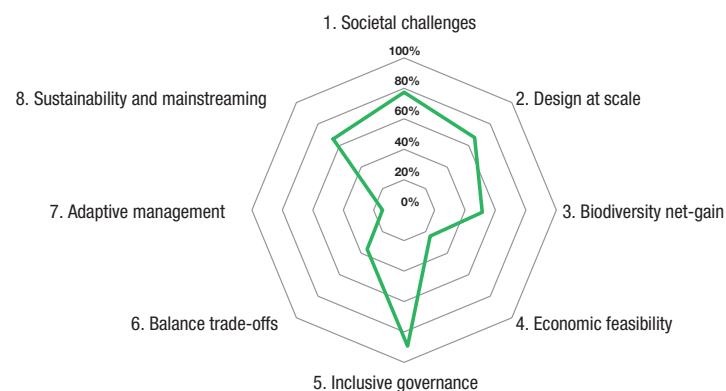 1. Societal challenges
100%
80%
60%
40%
20%
0%
2. Design at scale
3. Biodiversity net-gain
4. Economic feasibility
5. Inclusive governance
6. Balance trade-offs
7. Adaptive management
8. Sustainability and mainstreaming